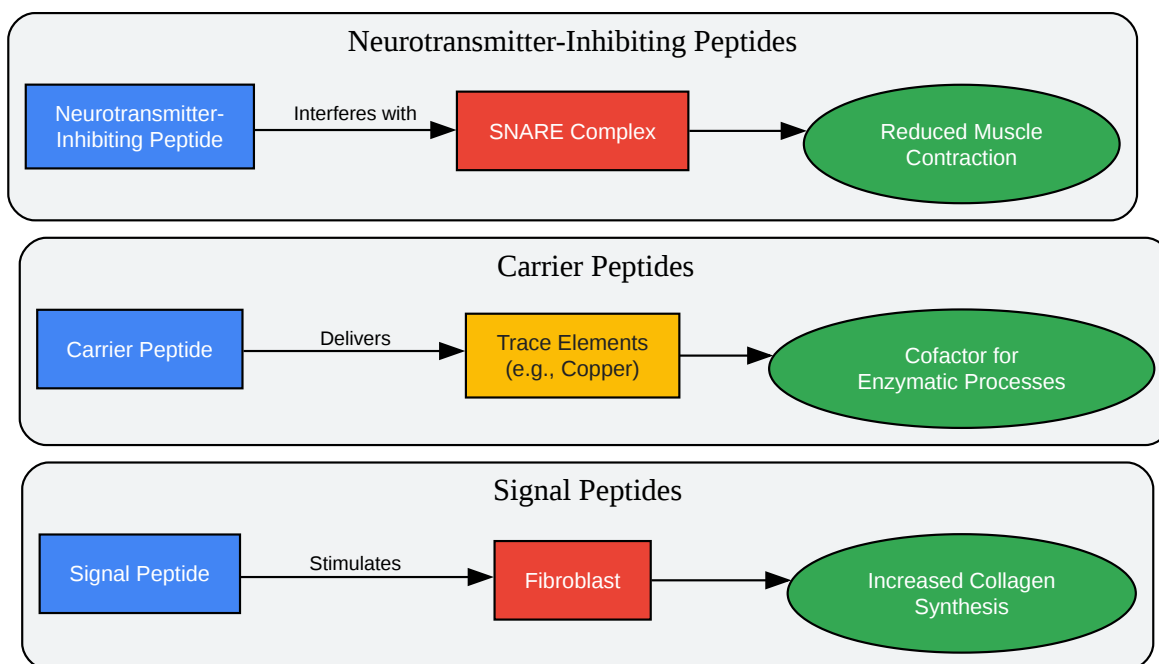 Neurotransmitter-Inhibiting Peptides
Neurotransmitter-
Inhibiting Peptide
Interferes with
SNARE Complex
Reduced Muscle
Contraction
Carrier Peptides
Carrier Peptide
Delivers
Trace Elements
(e.g., Copper)
Cofactor for
Enzymatic Processes
Signal Peptides
Signal Peptide
Stimulates
Fibroblast
Increased Collagen
Synthesis